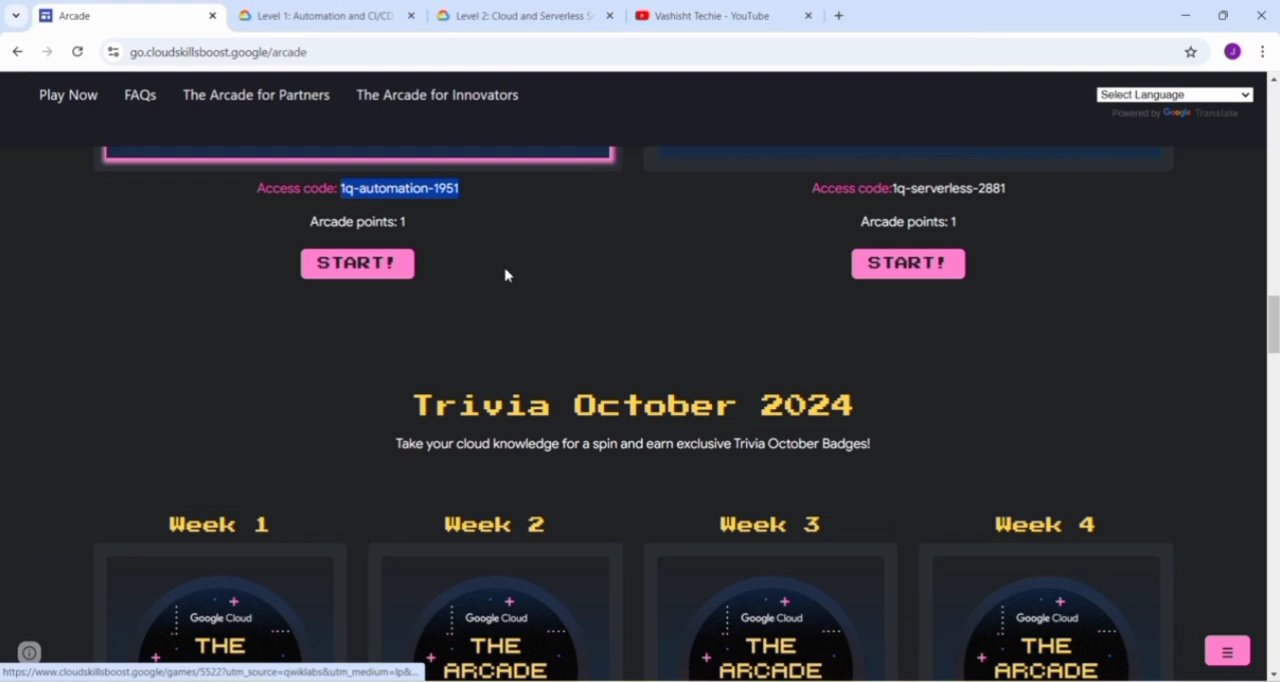 Arcade
Level 1: Automation and CI/CD
Level 2: Cloud and Serverless S
Vashisht Techie - YouTube
go.cloudskillsboost.google/arcade
J
Play Now
FAQs
The Arcade for Partners
The Arcade for Innovators
Select Language
Powered by Google Translate
Access code: 1q-automation-1951
Access code:1q-serverless-2881
Arcade points: 1
Arcade points: 1
START!
START!
Trivia October 2024
Take your cloud knowledge for a spin and earn exclusive Trivia October Badges!
Week 1
Week 2
Week 3
Week 4
Google Cloud
THE
ARCADE
Google Cloud
THE
ARCADE
Google Cloud
THE
ARCADE
Google Cloud
THE
ARCADE
https://www.cloudskillsboost.google/games/5522?utm_source=qwiklabs&utm_medium=lp&...